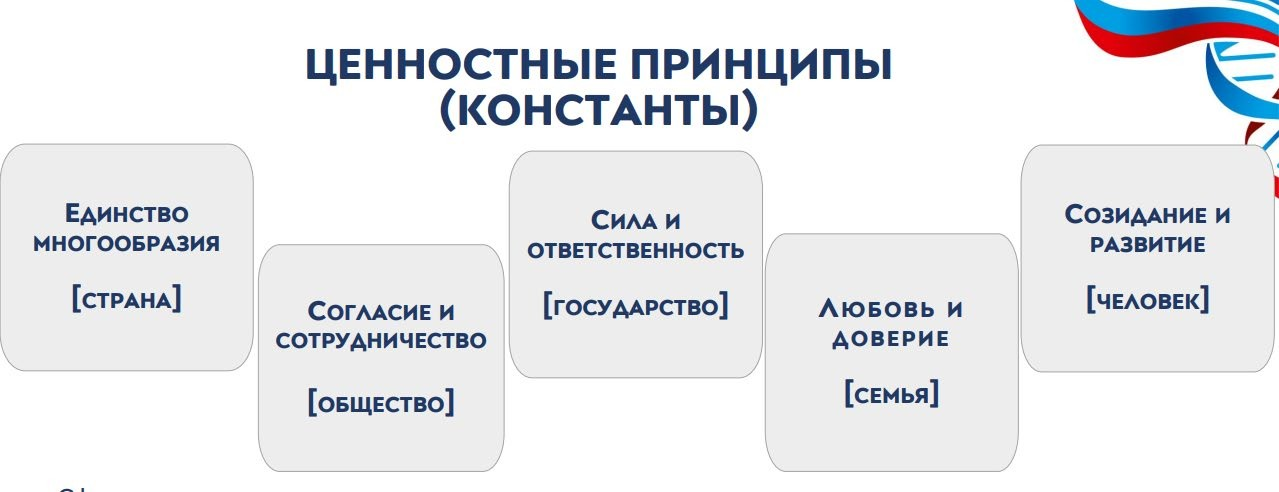 ЦЕННОСТНЫЕ ПРИНЦИПЫ
(КОНСТАНТЫ)
ЕДИНСТВО
МНОГООБРАЗИЯ
[СТРАНА]
СОГЛАСИЕ И
СОТРУДНИЧЕСТВО
[ОБЩЕСТВО]
СИЛА И
ОТВЕТСТВЕННОСТЬ
[ГОСУДАРСТВО]
ЛЮБОВЬ И
ДОВЕРИЕ
[СЕМЬЯ]
СОЗИДАНИЕ И
РАЗВИТИЕ
[ЧЕЛОВЕК]